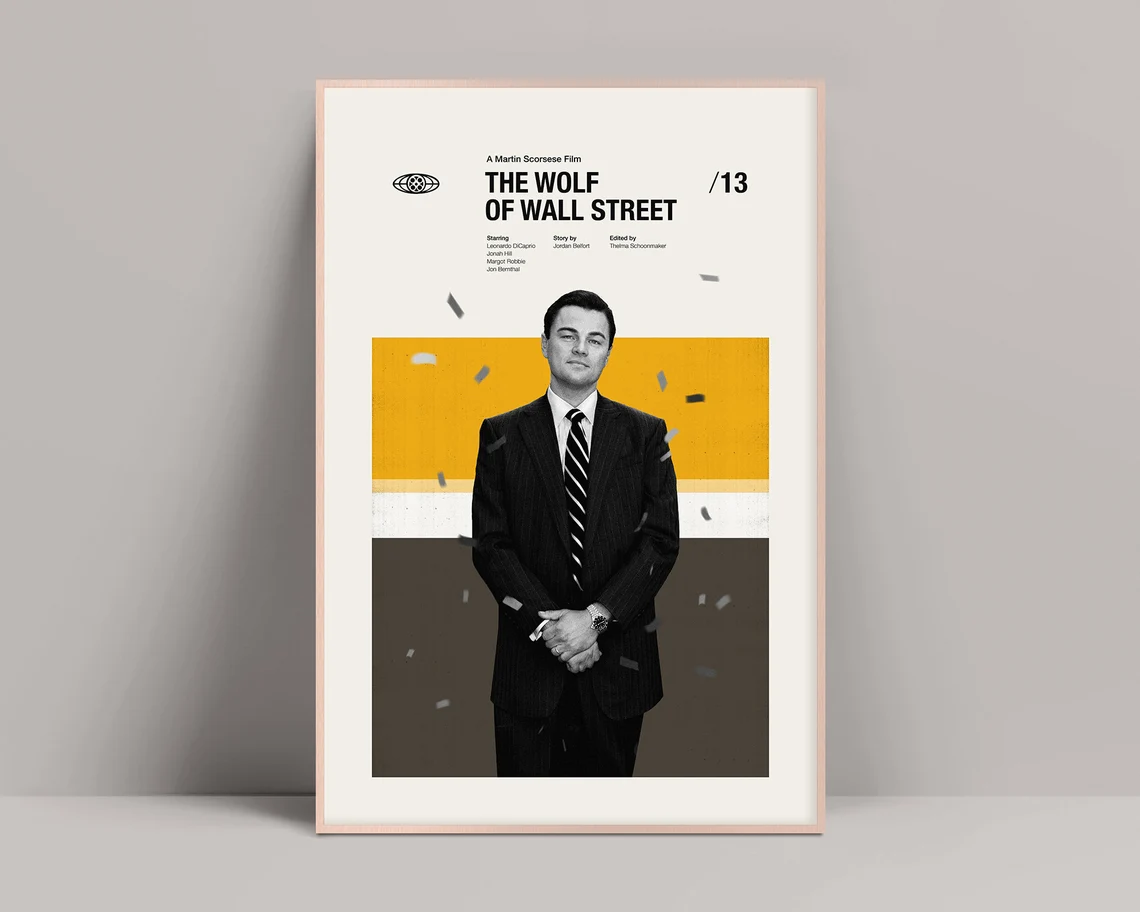 A Martin Scorsese Film
THE WOLF
OF WALL STREET
/13
Starring
Leonardo DiCaprio
Jonah Hill
Margot Robbie
Jon Bernthal
Story by
Jordan Belfort
Edited by
Thelma Schoonmaker